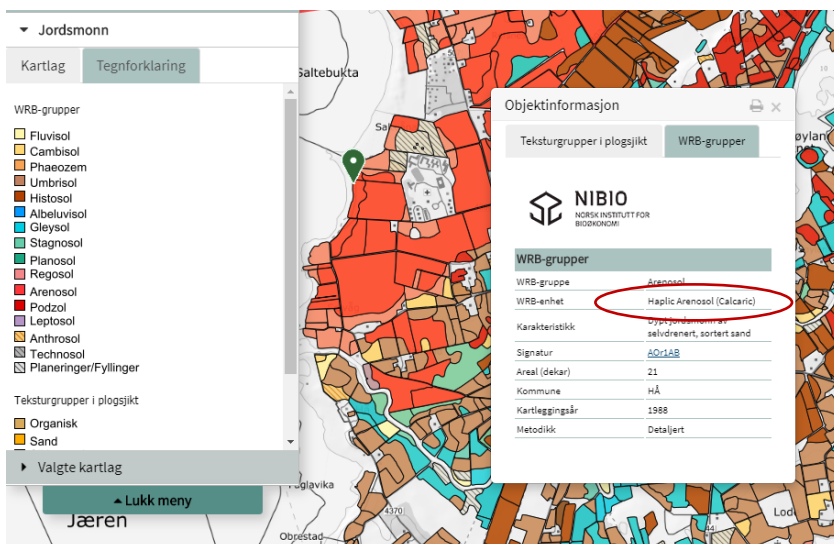 Jordsmonn
Kartlag
Tegnforklaring
WRB-grupper
Fluvisol
Cambisol
Phaeozem
Umbrisol
Histosol
Albeluvisol
Gleysol
Stagnosol
Planosol
Regosol
Arenosol
Podzol
Leptosol
Anthrosol
Technosol
Planeringer/Fyllinger
Teksturgrupper i plogsjikt
Organisk
Sand
Valgte kartlag
Lukk meny
Jæren
Saltebukta
Obrestad
4370
44
Objektinformasjon
Teksturgrupper i plogsjikt
WRB-grupper
NIBIO
NORSK INSTITUTT FOR
BIOØKONOMI
WRB-grupper
WRB-gruppe Arenosol
WRB-enhet Haplic Arenosol (Calcaric)
Karakteristikk Dypt jordsmonn av
selvdrenert, sortert sand
Signatur AOr1AB
Areal (dekar) 21
Kommune HÅ
Kartleggingsår 1988
Metodikk Detaljert